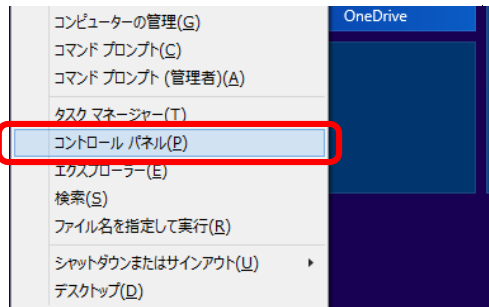 コンピューターの管理(G)
OneDrive
コマンド プロンプト(C)
コマンド プロンプト (管理者)(A)
タスク マネージャー(T)
コントロール パネル(P)
エクスプローラー(E)
検索(S)
ファイル名を指定して実行(R)
シャットダウンまたはサインアウト(U)
デスクトップ(D)